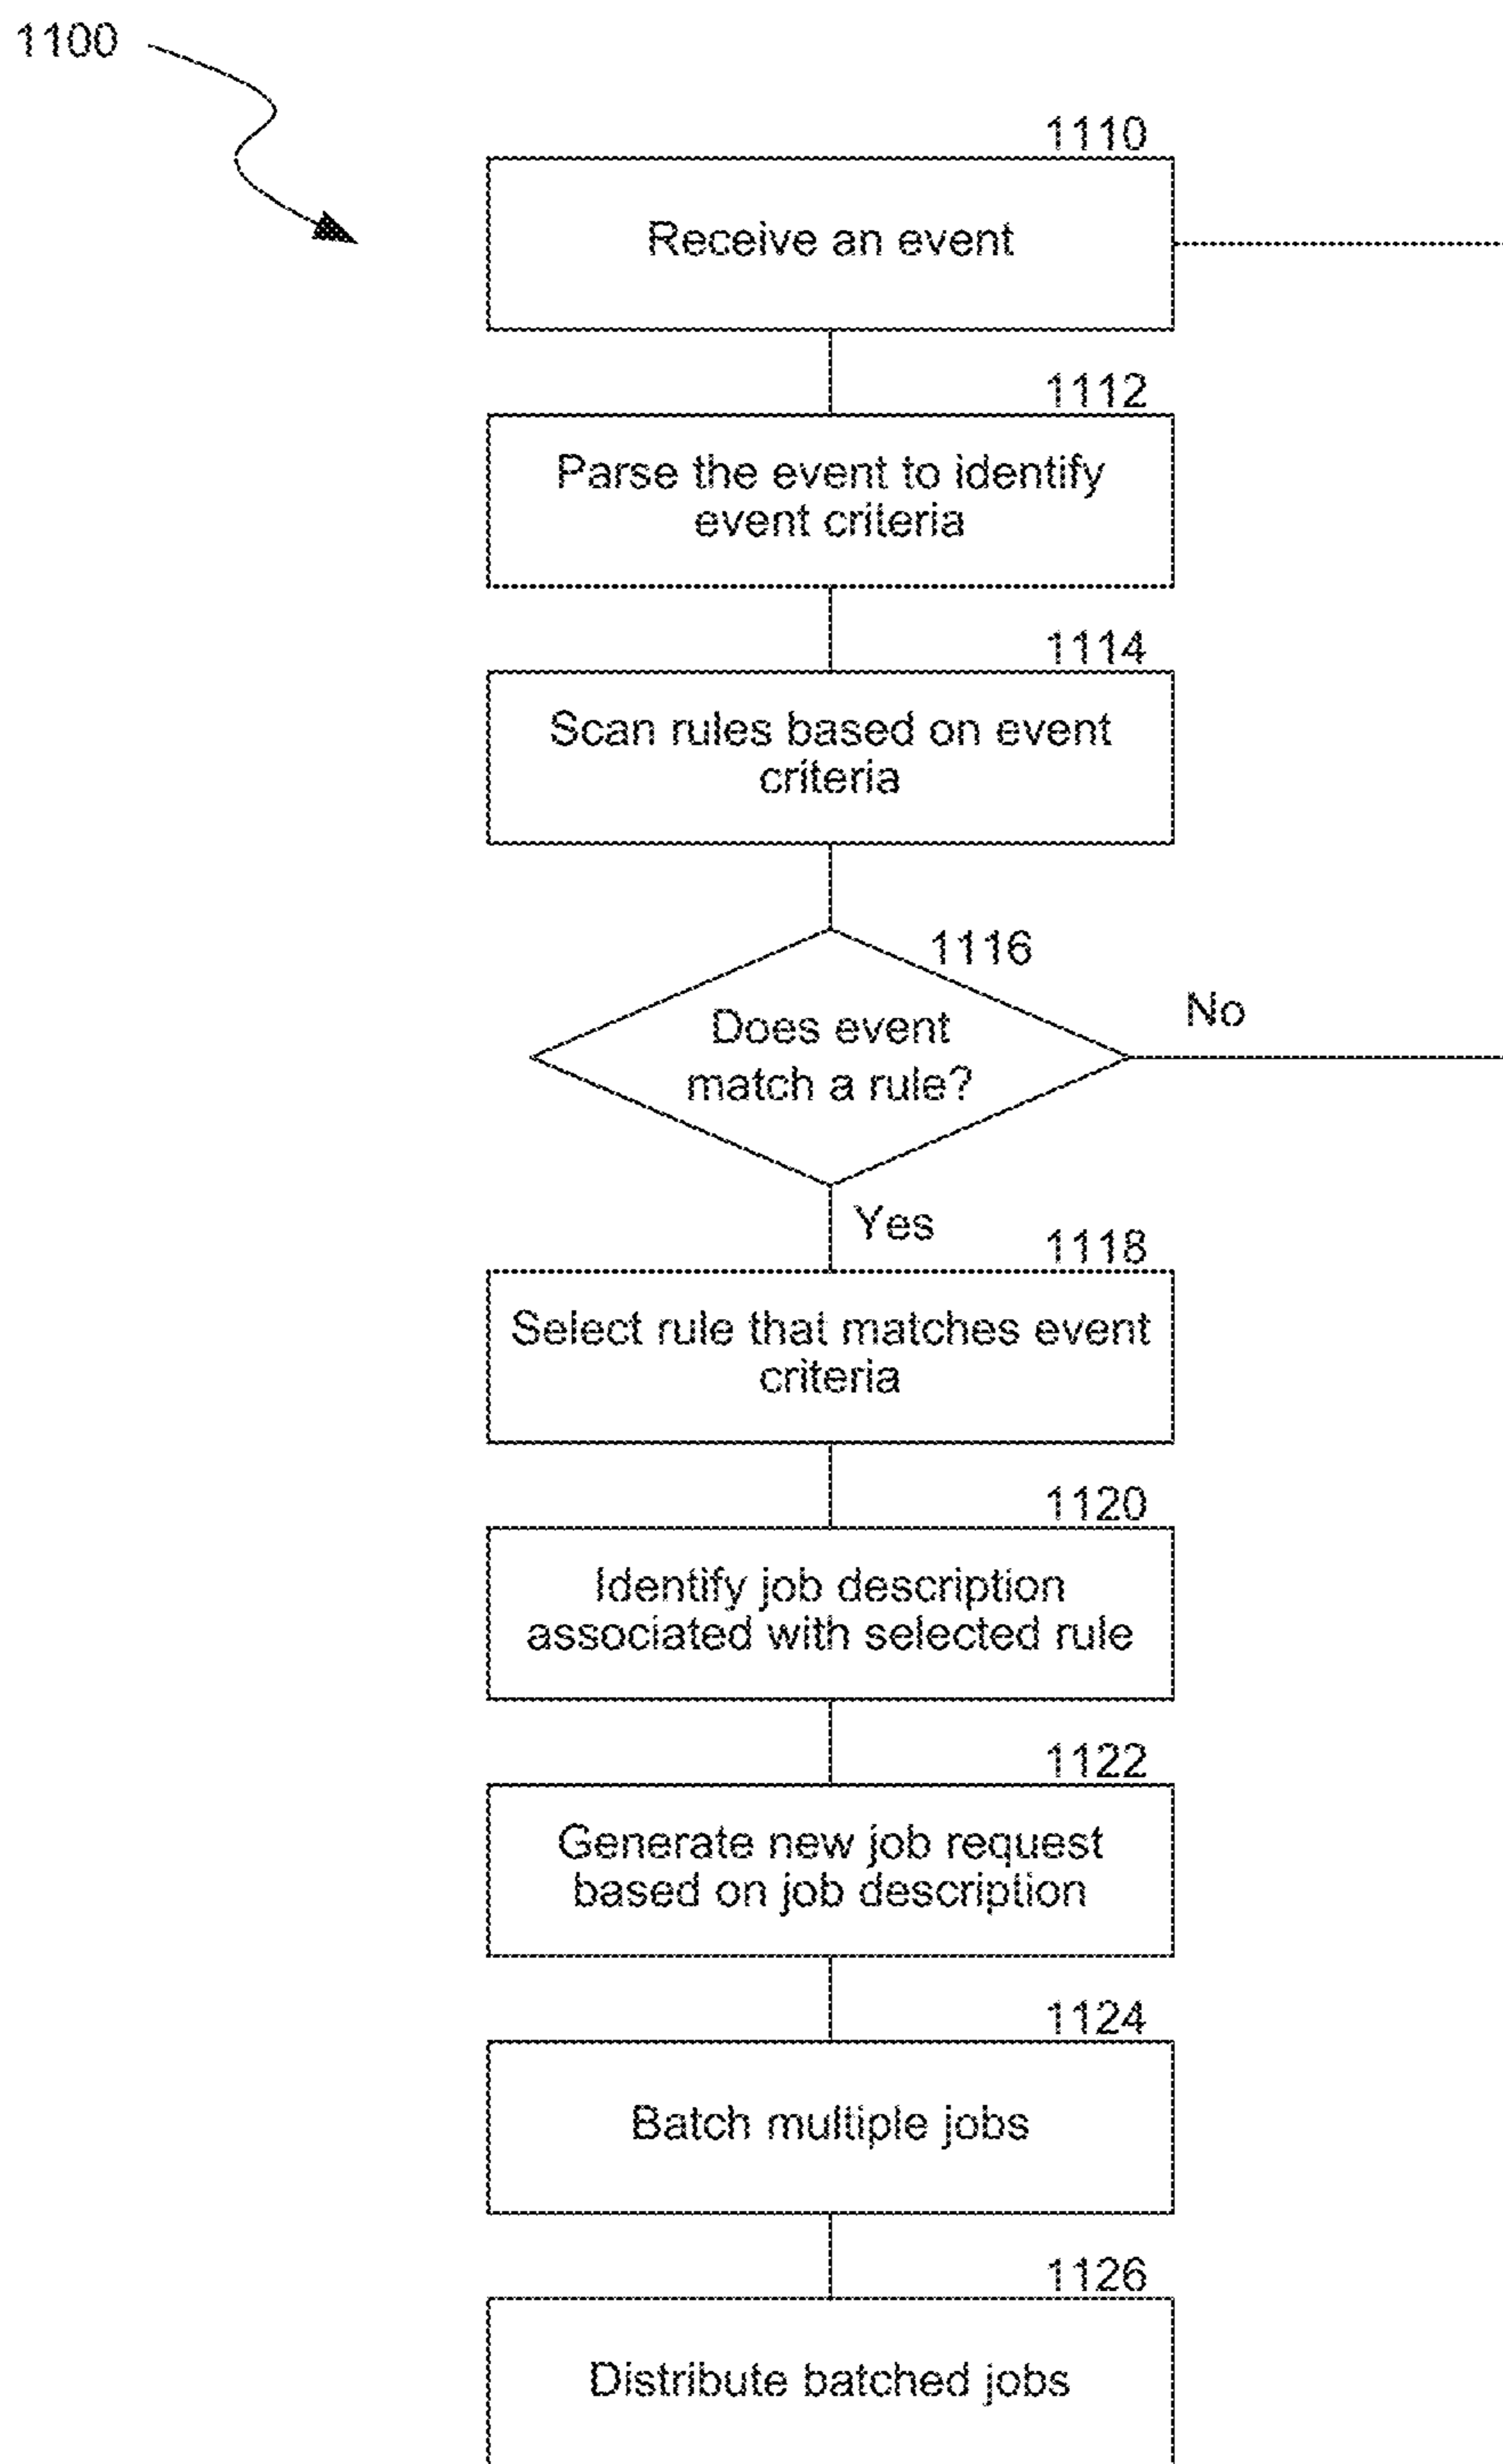 1100
1110
Receive an event
1112
Parse the event to identify
event criteria
1114
Scan rules based on event
criteria
1116
Does event
match a rule?
No
Yes
1118
Select rule that matches event
criteria
1120
Identify job description
associated with selected rule
1122
Generate new job request
based on job description
1124
Batch multiple jobs
1126
Distribute batched jobs